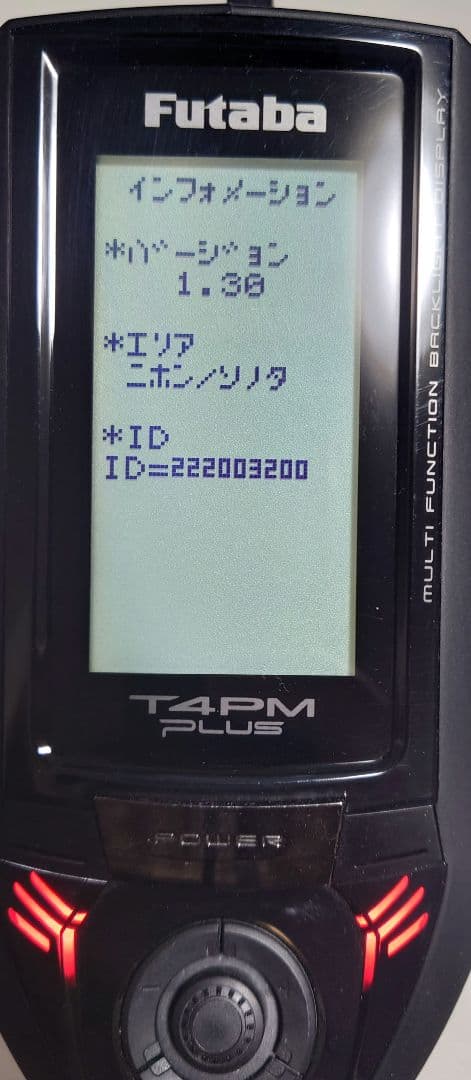 Futaba
インフォメーション
*バージョン
1.30
*エリア
ニホン/ソノタ
*ID
ID=222003200
T4PM
PLUS
POWER
MULTI FUNCTION BACKLIGHT DISPLAY